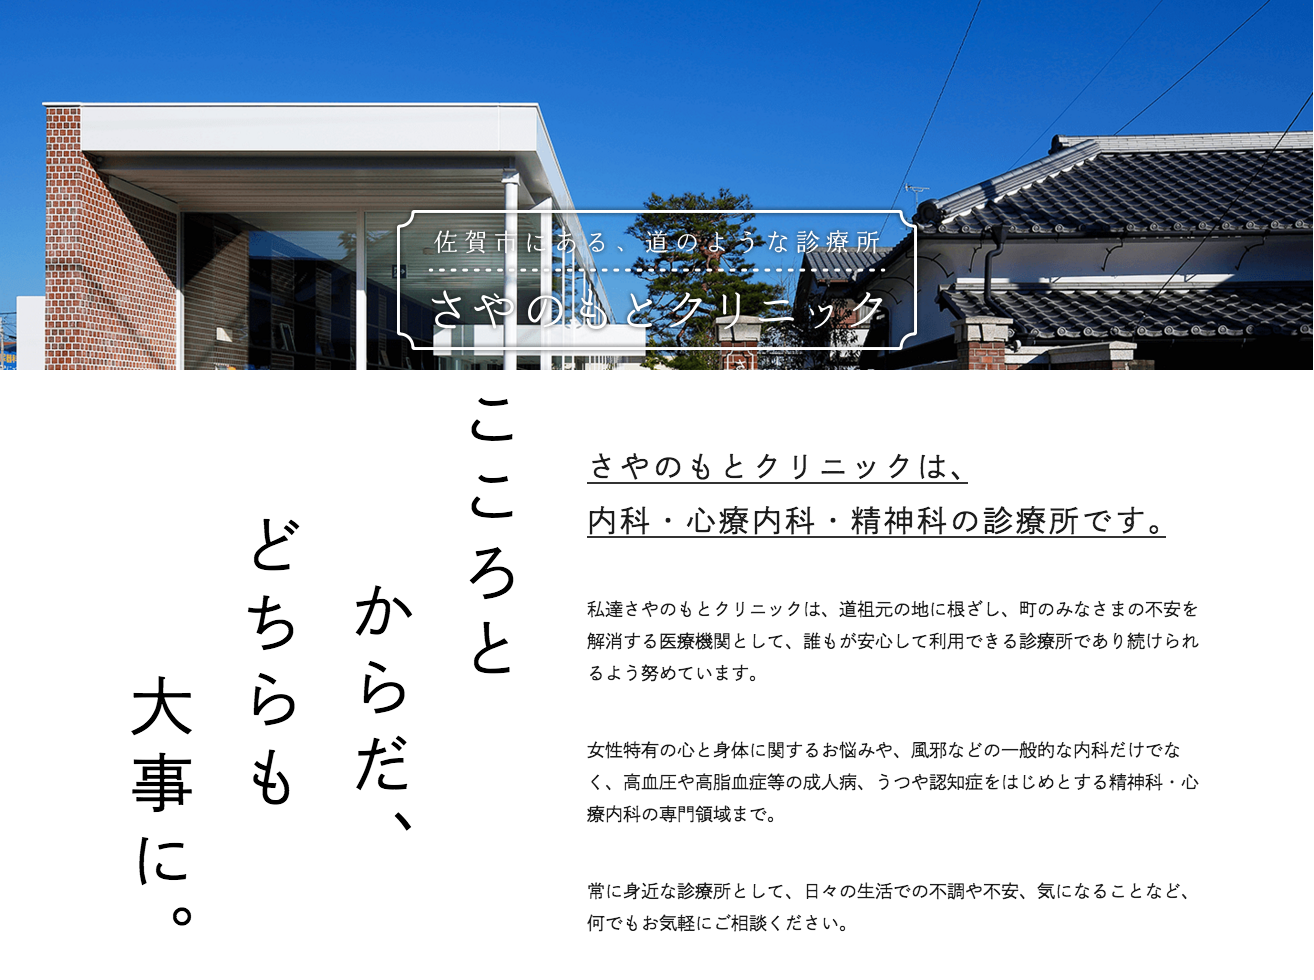 佐賀市にある、道のような診療所
さやのもとクリニック
こころと
からだ、
どちらも
大事に。
さやのもとクリニックは、
内科・心療内科・精神科の診療所です。
私達さやのもとクリニックは、道祖元の地に根ざし、町のみなさまの不安を
解消する医療機関として、誰もが安心して利用できる診療所であり続けられ
るよう努めています。
女性特有の心と身体に関するお悩みや、風邪などの一般的な内科だけでな
く、高血圧や高脂血症等の成人病、うつや認知症をはじめとする精神科・心
療内科の専門領域まで。
常に身近な診療所として、日々の生活での不調や不安、気になることなど、
何でもお気軽にご相談ください。